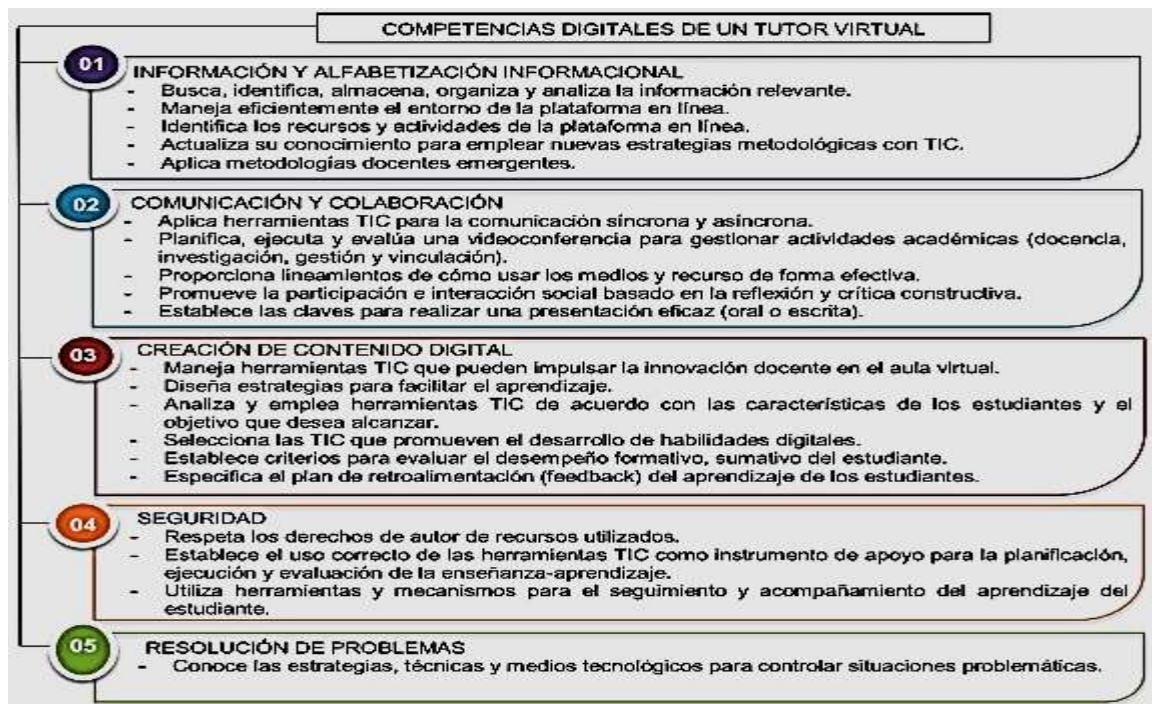 COMPETENCIAS DIGITALES DE UN TUTOR VIRTUAL
01
INFORMACIÓN Y ALFABETIZACIÓN INFORMACIONAL
- Busca, identifica, almacena, organiza y analiza la información relevante.
- Maneja eficientemente el entorno de la plataforma en línea.
- Identifica los recursos y actividades de la plataforma en línea.
- Actualiza su conocimiento para emplear nuevas estrategias metodológicas con TIC.
- Aplica metodologías docentes emergentes.
02
COMUNICACIÓN Y COLABORACIÓN
- Aplica herramientas TIC para la comunicación síncrona y asíncrona.
- Planifica, ejecuta y evalúa una videoconferencia para gestionar actividades académicas (docencia,
investigación, gestión y vinculación).
- Proporciona lineamientos de cómo usar los medios y recurso de forma efectiva.
- Promueve la participación e interacción social basado en la reflexión y crítica constructiva.
- Establece las claves para realizar una presentación eficaz (oral o escrita).
03
CREACIÓN DE CONTENIDO DIGITAL
- Maneja herramientas TIC que pueden impulsar la innovación docente en el aula virtual.
- Diseña estrategias para facilitar el aprendizaje.
- Analiza y emplea herramientas TIC de acuerdo con las características de los estudiantes y el
objetivo que desea alcanzar.
- Selecciona las TIC que promueven el desarrollo de habilidades digitales.
- Establece criterios para evaluar el desempeño formativo, sumativo del estudiante.
- Especifica el plan de retroalimentación (feedback) del aprendizaje de los estudiantes.
04
SEGURIDAD
- Respeta los derechos de autor de recursos utilizados.
- Establece el uso correcto de las herramientas TIC como instrumento de apoyo para la planificación,
ejecución y evaluación de la enseñanza-aprendizaje.
- Utiliza herramientas y mecanismos para el seguimiento y acompañamiento del aprendizaje del
estudiante.
05
RESOLUCIÓN DE PROBLEMAS
- Conoce las estrategias, técnicas y medios tecnológicos para controlar situaciones problemáticas.